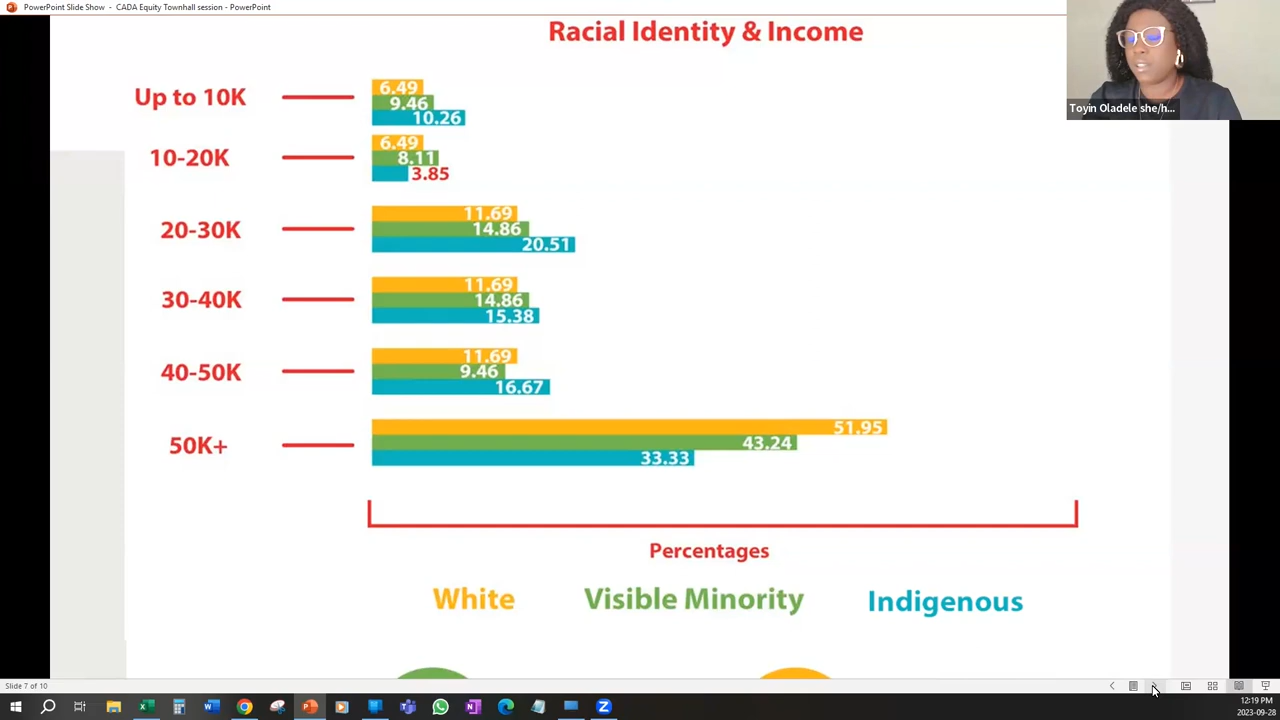 PowerPoint Slide Show - CADA Equity Townhall session - PowerPoint
Racial Identity & Income
Toyin Oladele she/h...
Up to 10K
6.49
9.46
10.26
10-20K
6.49
8.11
3.85
20-30K
11.69
14.86
20.51
30-40K
11.69
14.86
15.38
40-50K
11.69
9.46
16.67
50K+
51.95
43.24
33.33
Percentages
White Visible Minority Indigenous
Slide 7 of 10
12:19 PM
2023-09-28